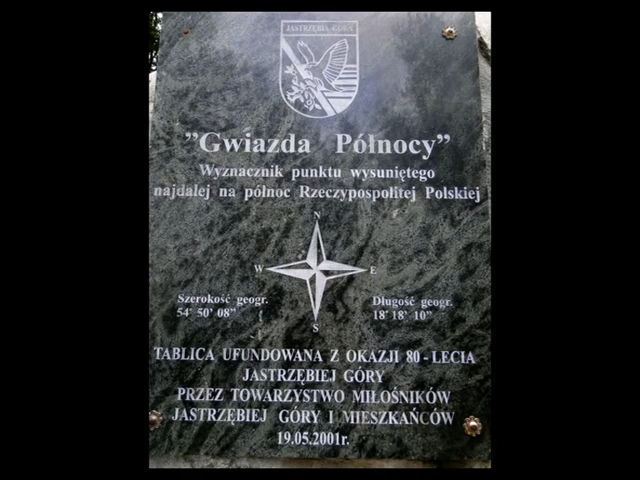 JASTRZĘBIA GÓRA
"Gwiazda Północy"
Wyznacznik punktu wysuniętego
najdalej na północ Rzeczypospolitej Polskiej
N
W E
Szerokość geogr. Długość geogr.
54° 50' 08" 18° 18' 10"
S
TABLICA UFUNDOWANA Z OKAZJI 80 - LECIA
JASTRZĘBIEJ GÓRY
PRZEZ TOWARZYSTWO MIŁOŚNIKÓW
JASTRZĘBIEJ GÓRY I MIESZKAŃCÓW
19.05.2001r.